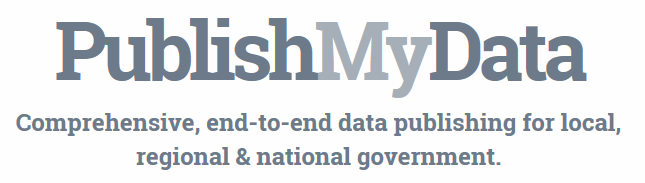 PublishMyData
Comprehensive, end-to-end data publishing for local,
regional & national government.